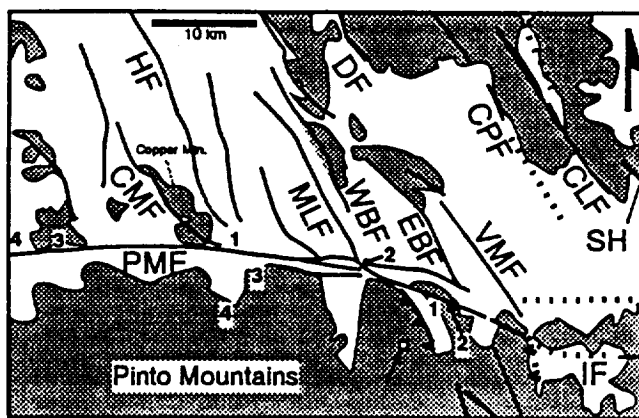 10 km
HF
DF
CPF
Copper Mtn.
CMF
CLF
MLF
WBF
EBF
VMF
SH
4
3
1
2
PMF
3
4
1
2
Pinto Mountains
IF